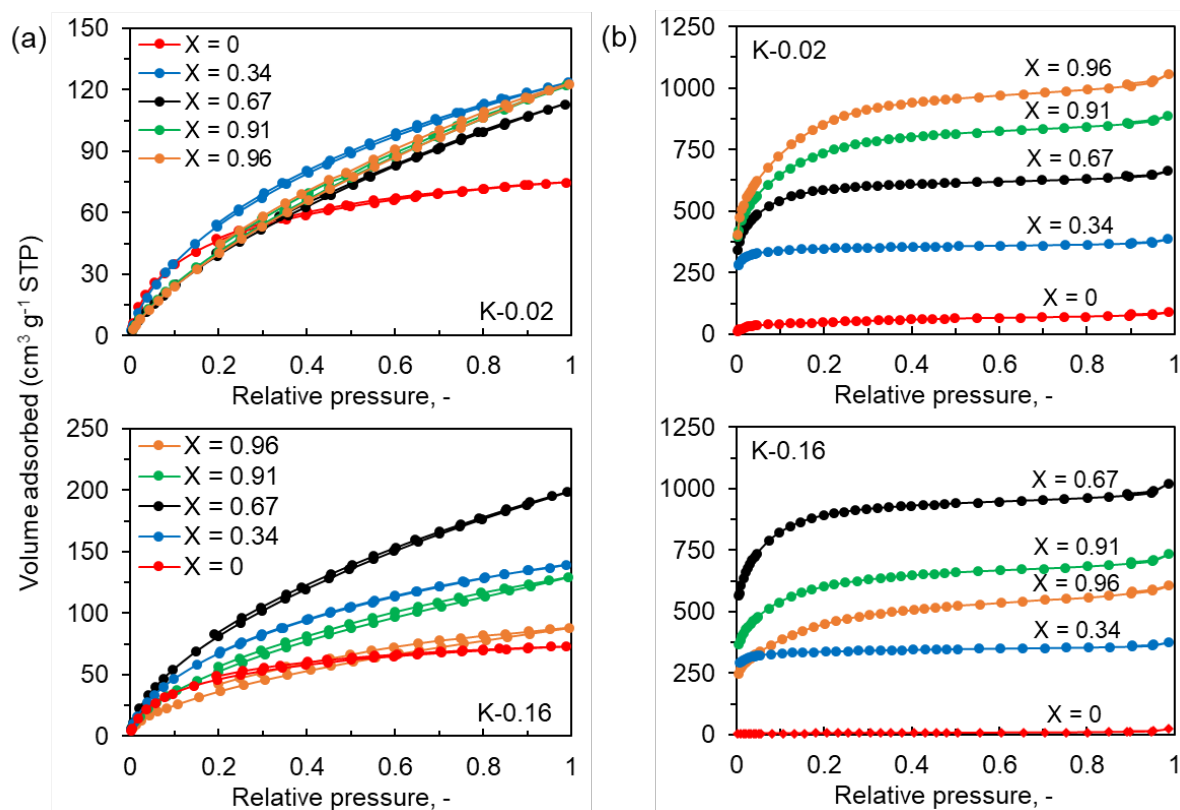 (a)
Volume adsorbed (cm³ g⁻¹ STP)
150
120
90
60
30
0
X = 0
X = 0.34
X = 0.67
X = 0.91
X = 0.96
K-0.02
0 0.2 0.4 0.6 0.8 1
Relative pressure, -
250
200
150
100
50
0
X = 0.96
X = 0.91
X = 0.67
X = 0.34
X = 0
K-0.16
0 0.2 0.4 0.6 0.8 1
Relative pressure, -
(b)
1250
1000
750
500
250
0
K-0.02
X = 0.96
X = 0.91
X = 0.67
X = 0.34
X = 0
0 0.2 0.4 0.6 0.8 1
Relative pressure, -
1250
1000
750
500
250
0
K-0.16
X = 0.67
X = 0.91
X = 0.96
X = 0.34
X = 0
0 0.2 0.4 0.6 0.8 1
Relative pressure, -